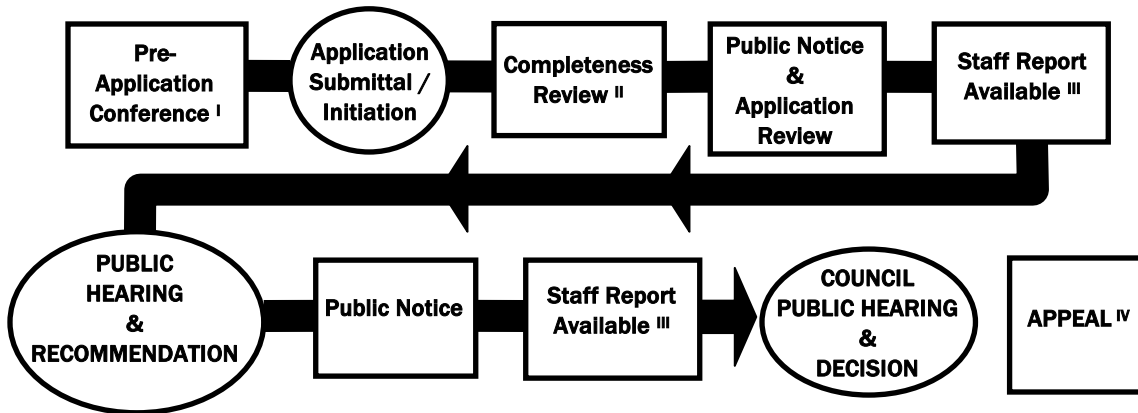 Pre-
Application
Conference I
Application
Submittal /
Initiation
Completeness
Review II
Public Notice
&
Application
Review
Staff Report
Available III
PUBLIC
HEARING
&
RECOMMENDATION
Public Notice
Staff Report
Available III
COUNCIL
PUBLIC HEARING
&
DECISION
APPEAL IV